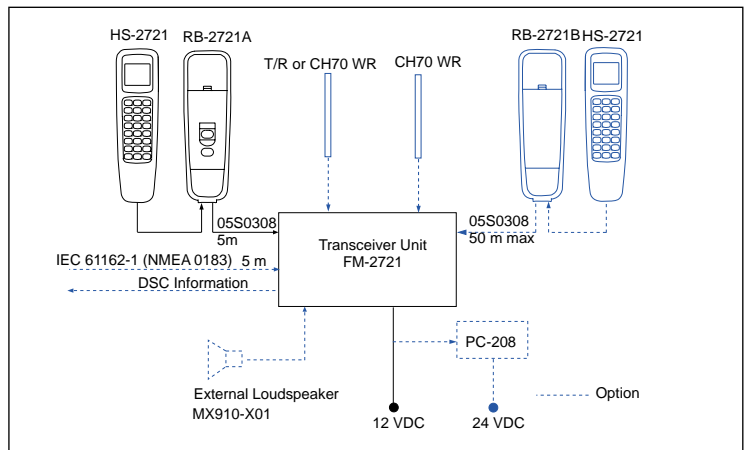 HS-2721
RB-2721A
T/R or CH70 WR
CH70 WR
RB-2721B
HS-2721
05S0308
5m
Transceiver Unit
FM-2721
05S0308
50 m max
IEC 61162-1 (NMEA 0183) 5 m
DSC Information
PC-208
External Loudspeaker
MX910-X01
12 VDC
24 VDC
Option